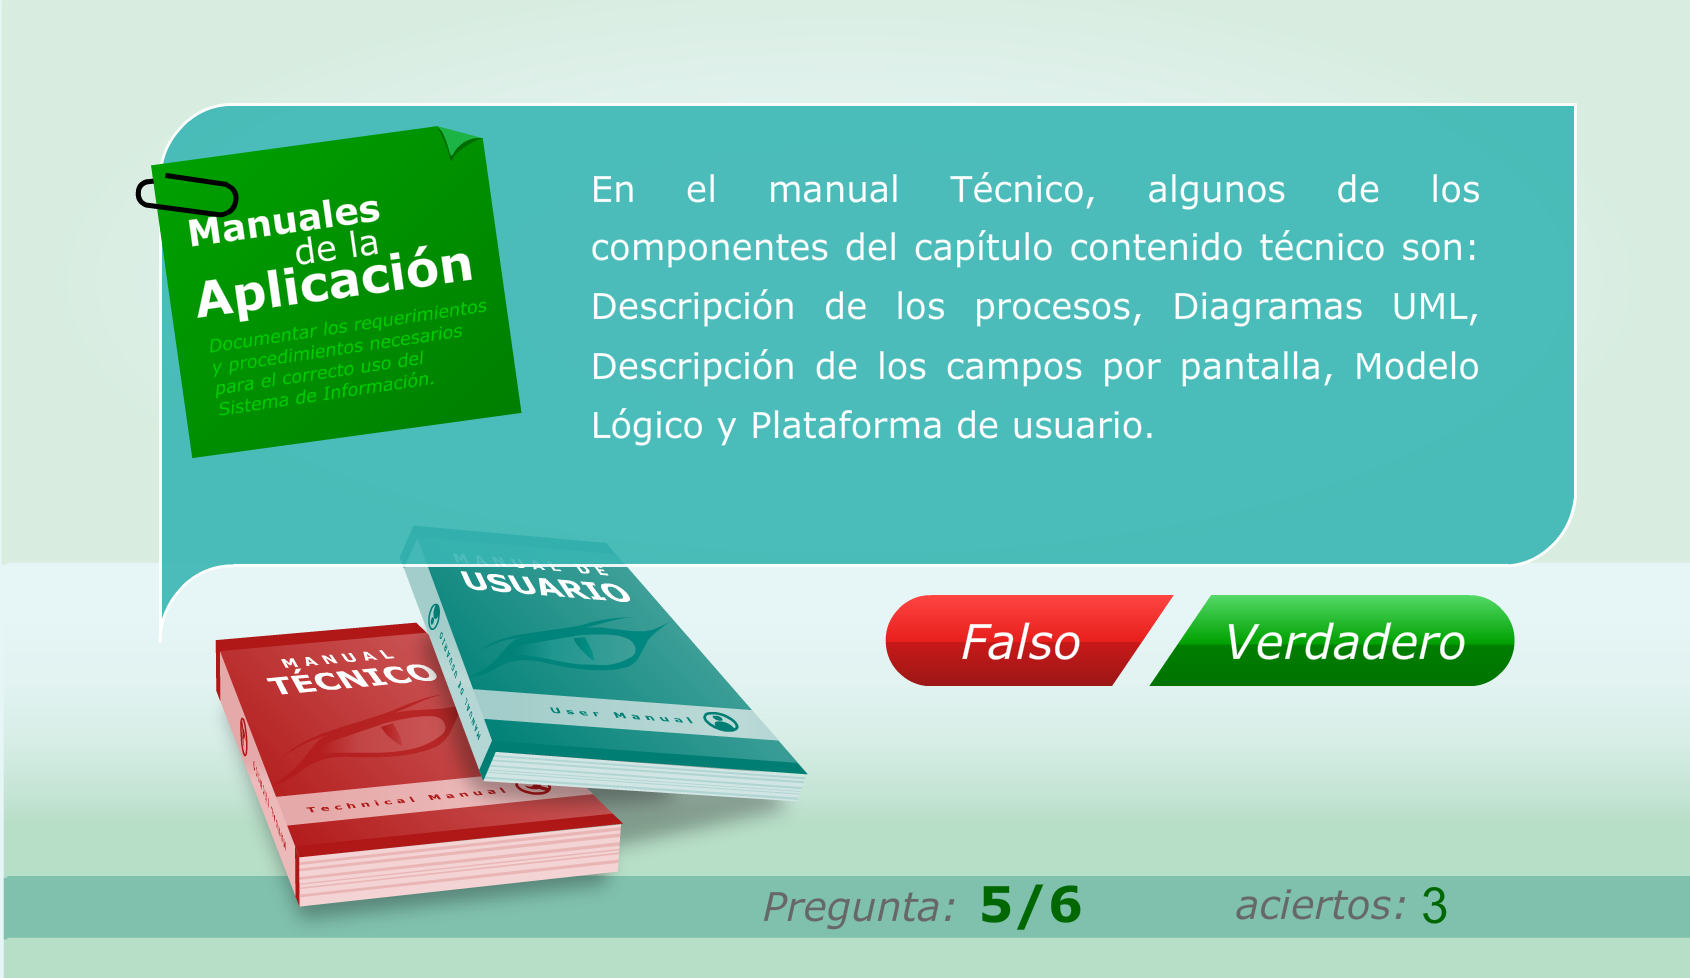 Manuales
de la
Aplicación
Documentar los requerimientos
y procedimientos necesarios
para el correcto uso del
Sistema de Información.
En el manual Técnico, algunos de los
componentes del capítulo contenido técnico son:
Descripción de los procesos, Diagramas UML,
Descripción de los campos por pantalla, Modelo
Lógico y Plataforma de usuario.
MANUAL DE
USUARIO
MANUAL DE USUARIO
User Manual
MANUAL
TÉCNICO
Technical Manual
Falso
Verdadero
Pregunta: 5/6
aciertos: 3